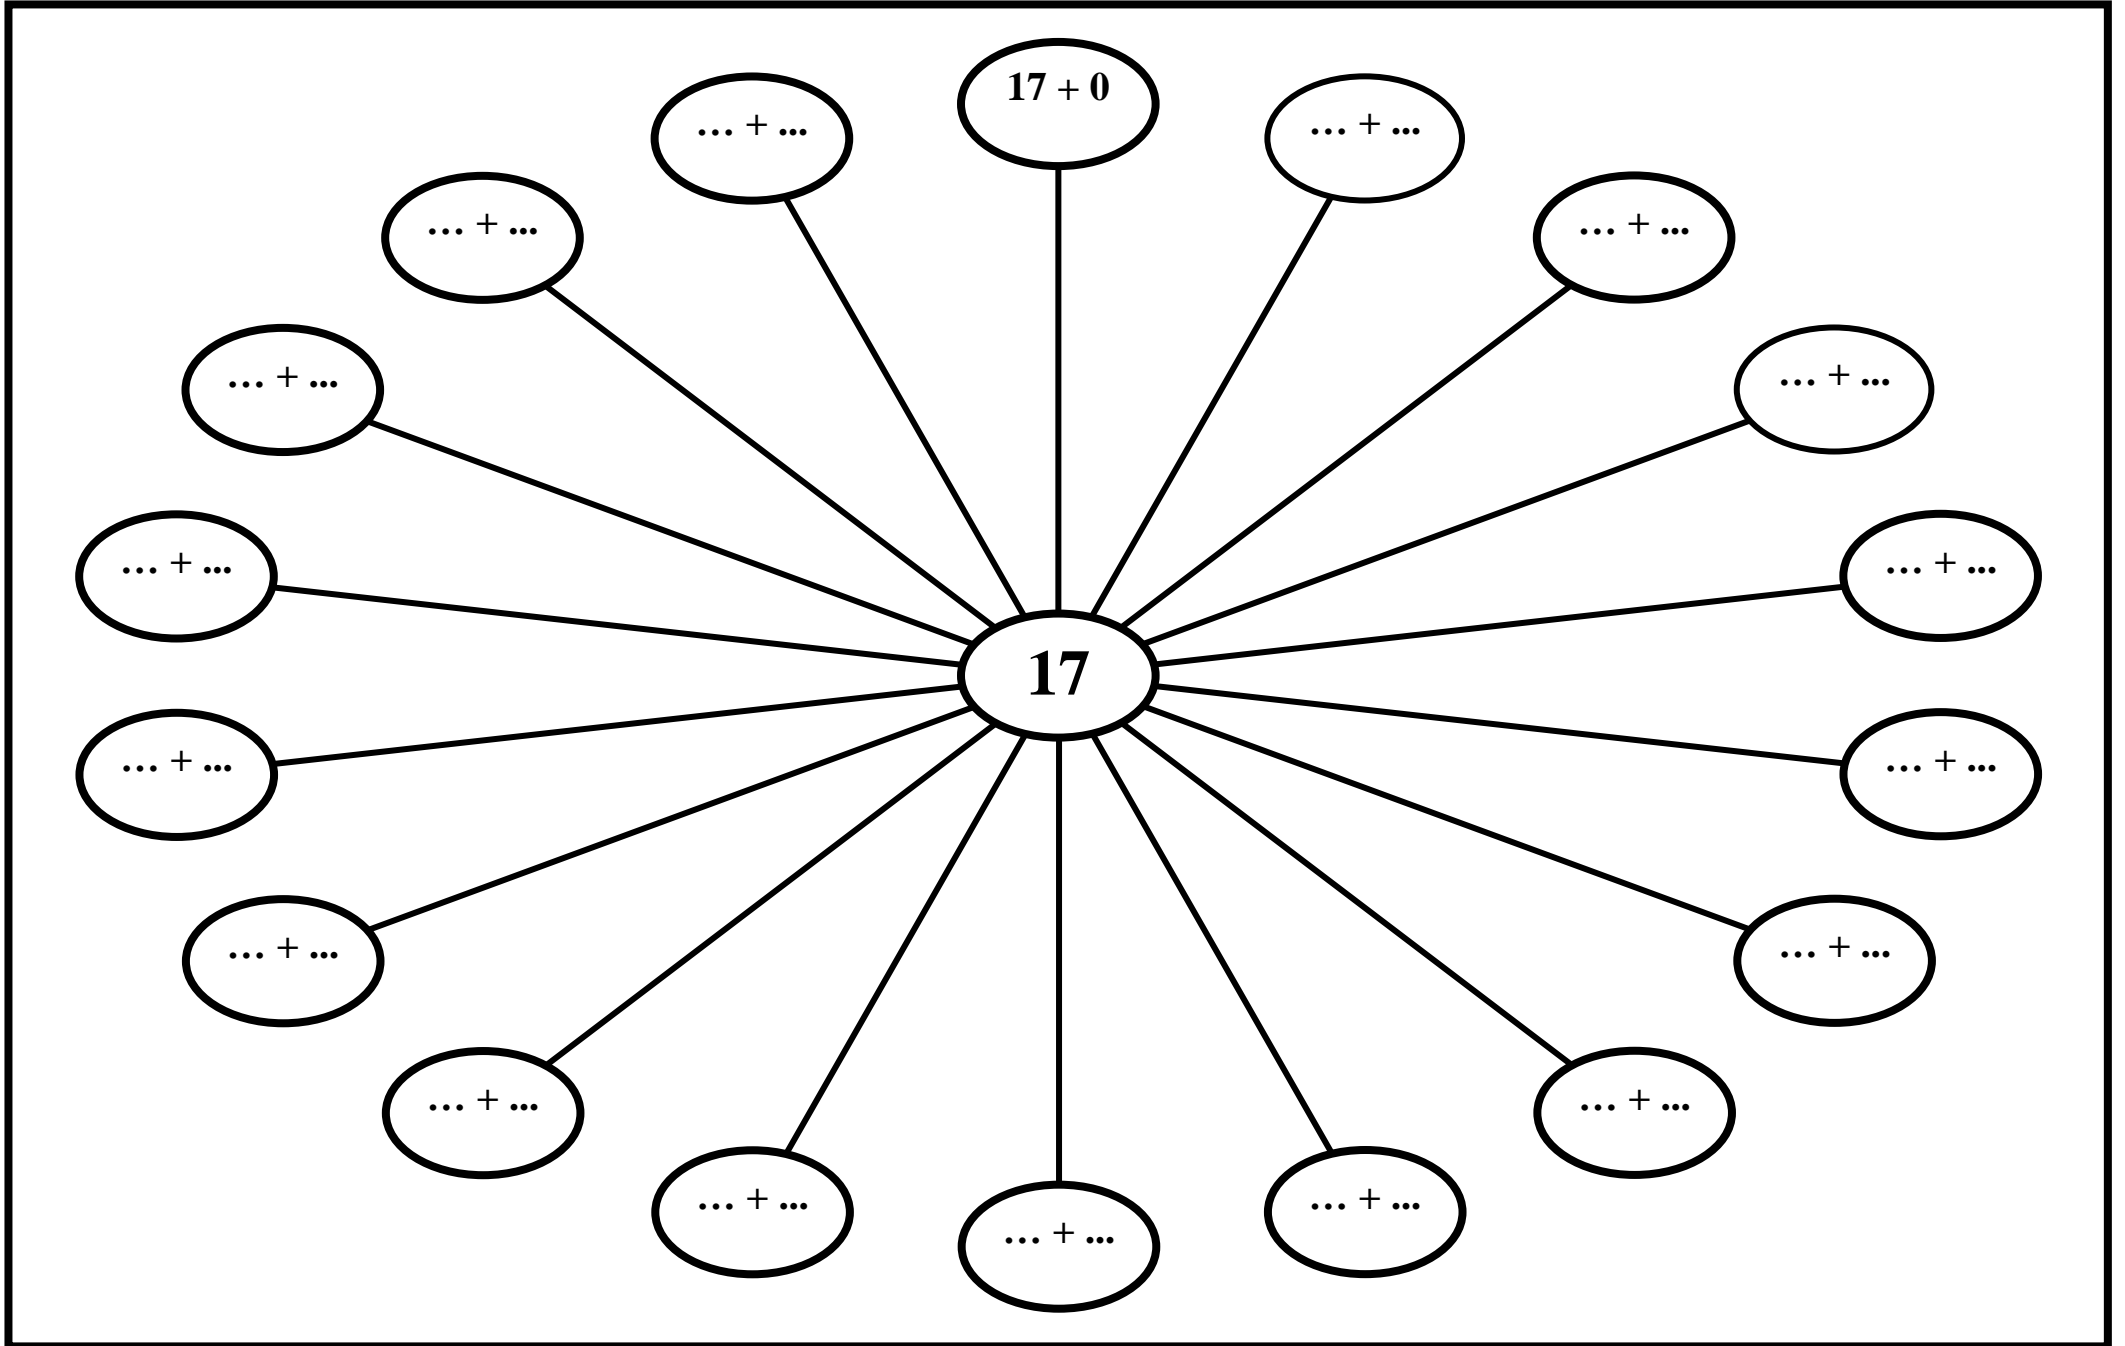 17 + 0
… + ...
… + ...
… + ...
… + ...
… + ...
… + ...
… + ...
… + ...
17
… + ...
… + ...
… + ...
… + ...
… + ...
… + ...
… + ...
… + ...
… + ...